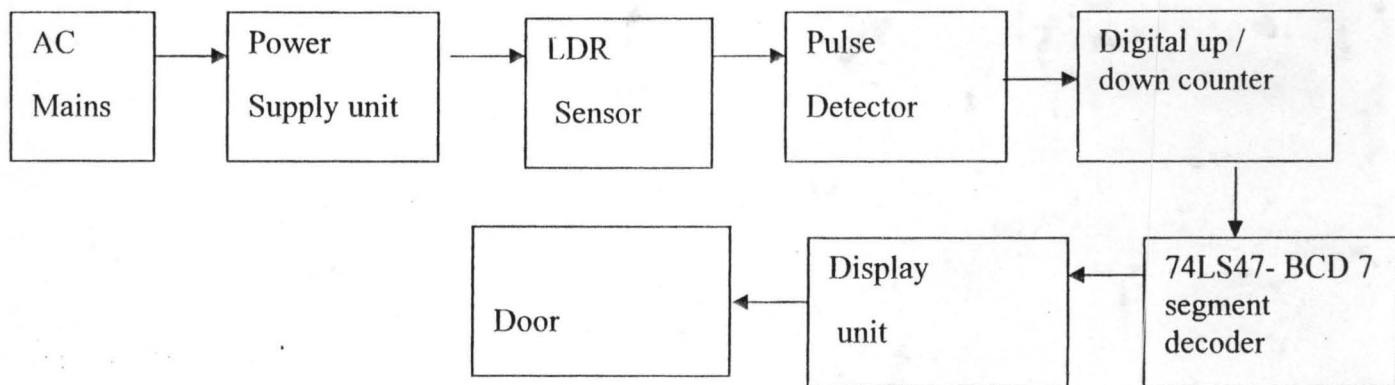 AC
Mains
Power
Supply unit
LDR
Sensor
Pulse
Detector
Digital up /
down counter
74LS47- BCD 7
segment
decoder
Display
unit
Door